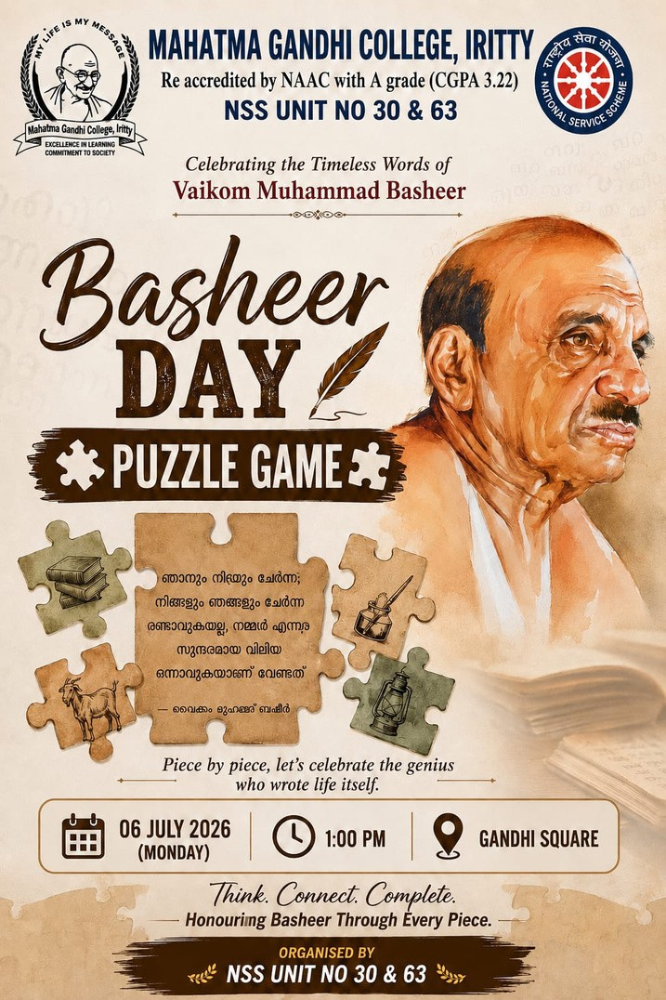 MY LIFE IS MY MESSAGE
Mahatma Gandhi College, Iritty
EXCELLENCE IN LEARNING
COMMITMENT TO SOCIETY
MAHATMA GANDHI COLLEGE, IRITTY
Re accredited by NAAC with A grade (CGPA 3.22)
NSS UNIT NO 30 & 63
राष्ट्रीय सेवा योजना
NATIONAL SERVICE SCHEME
Celebrating the Timeless Words of
Vaikom Muhammad Basheer
Basheer
DAY
PUZZLE GAME
ഞാനും നീയും ചേർന്ന;
നിങ്ങളും ഞങ്ങളും ചേർന്ന
രണ്ടാവുകയല്ല, നമ്മൾ എന്ന
സുന്ദരമായ വിലിയ
ഒന്നാവുകയാണ് വേണ്ടത്
— വൈക്കം ബഷീർ
Piece by piece, let's celebrate the genius
who wrote life itself.
06 JULY 2026
(MONDAY)
1:00 PM
GANDHI SQUARE
Think. Connect. Complete.
Honouring Basheer Through Every Piece.
ORGANISED BY
NSS UNIT NO 30 & 63